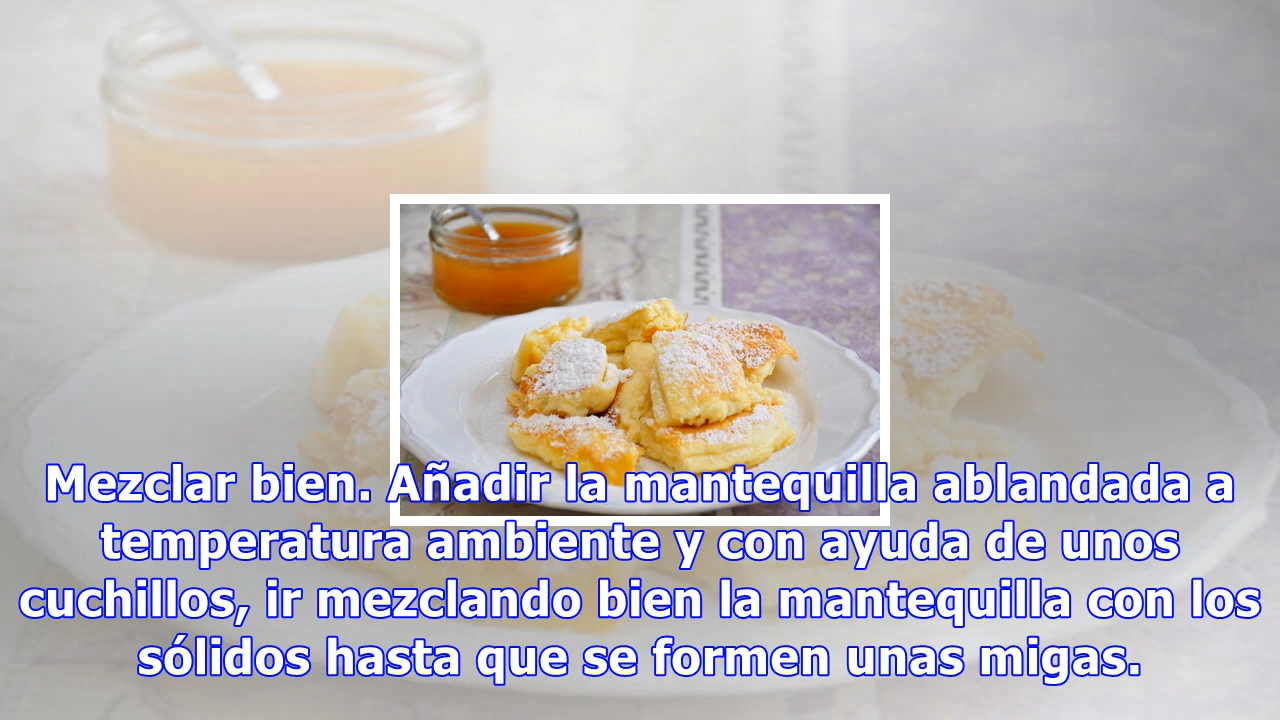 Mezclar bien. Añadir la mantequilla ablandada a
temperatura ambiente y con ayuda de unos
cuchillos, ir mezclando bien la mantequilla con los
sólidos hasta que se formen unas migas.